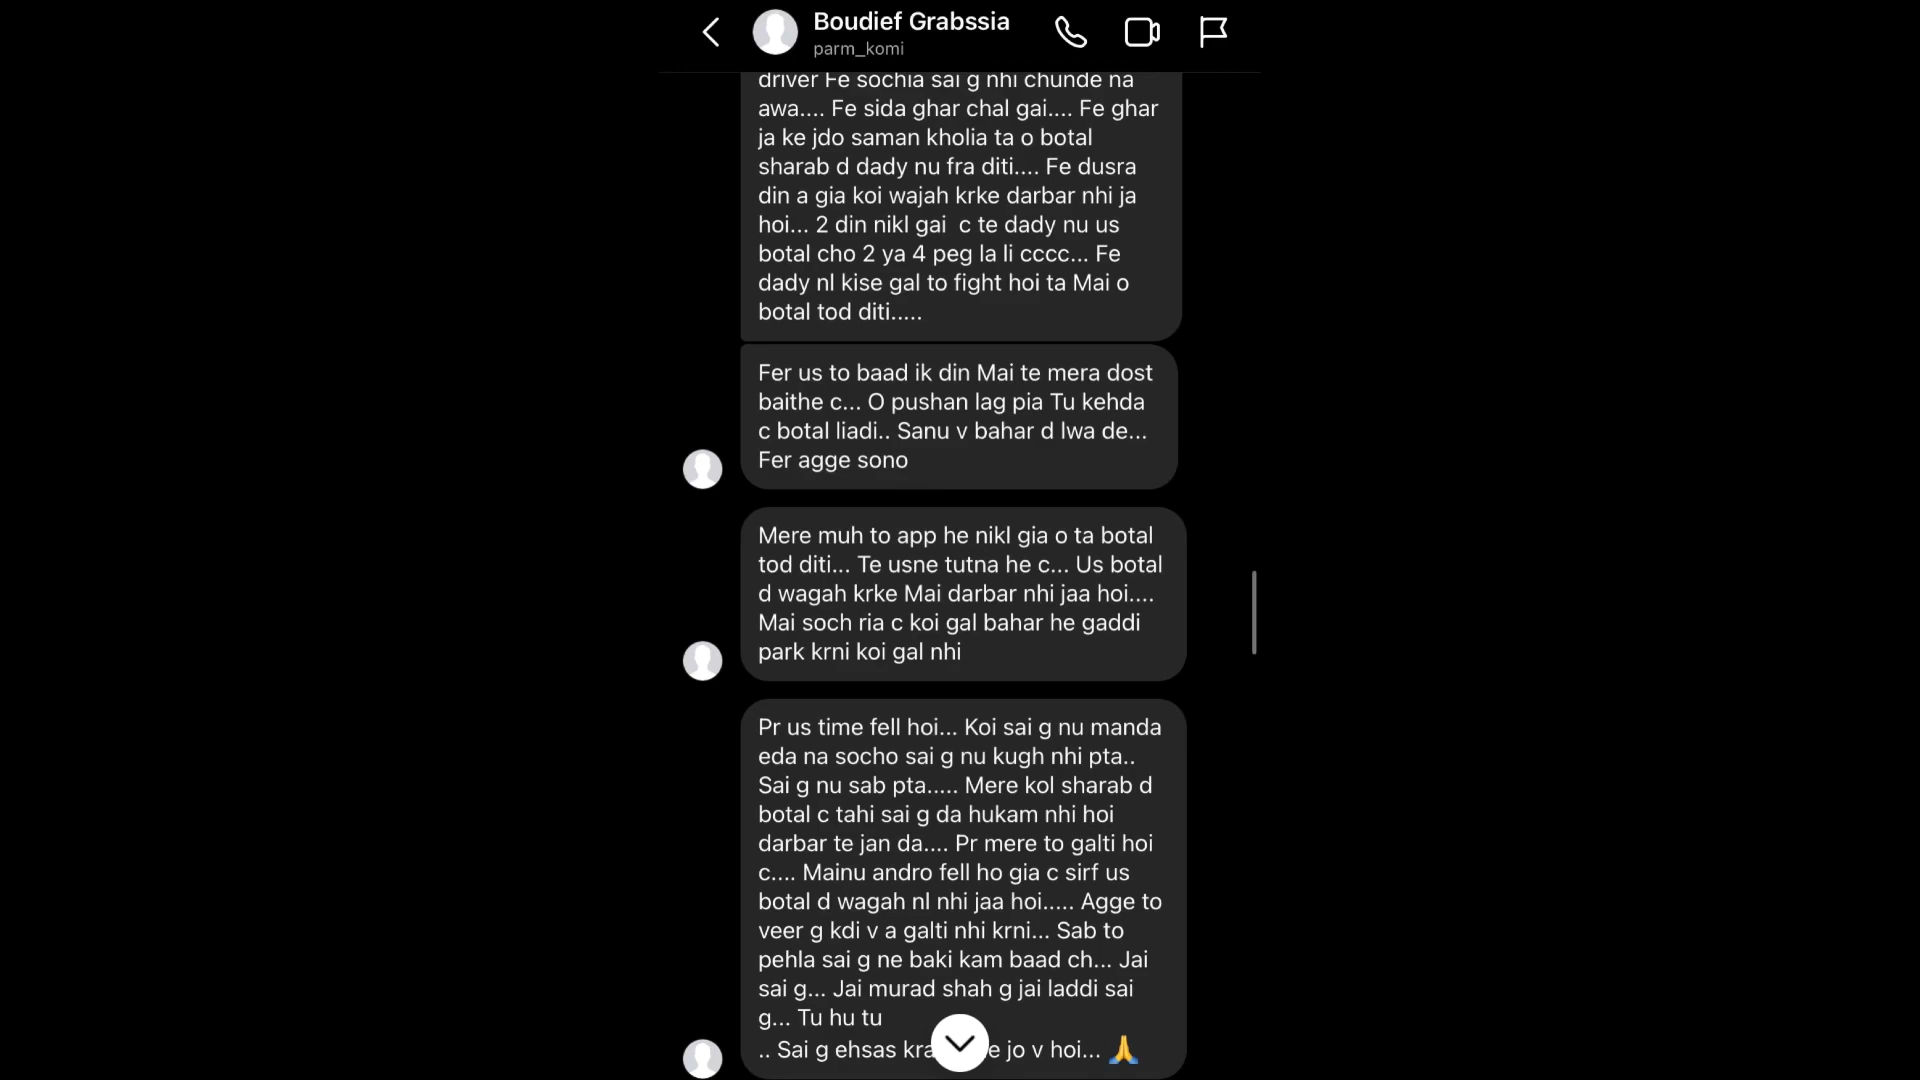 Boudief Grabssia
parm_komi
driver Fe sochia sai g nhi chunde na
awa.... Fe sida ghar chal gai.... Fe ghar
ja ke jdo saman kholia ta o botal
sharab d dady nu fra diti.... Fe dusra
din a gia koi wajah krke darbar nhi ja
hoi... 2 din nikl gai  c te dady nu us
botal cho 2 ya 4 peg la li cccc... Fe
dady nl kise gal to fight hoi ta Mai o
botal tod diti.....
Fer us to baad ik din Mai te mera dost
baithe c... O pushan lag pia Tu kehda
c botal liadi.. Sanu v bahar d lwa de...
Fer agge sono
Mere muh to app he nikl gia o ta botal
tod diti... Te usne tutna he c... Us botal
d wagah krke Mai darbar nhi jaa hoi....
Mai soch ria c koi gal bahar he gaddi
park krni koi gal nhi
Pr us time fell hoi... Koi sai g nu manda
eda na socho sai g nu kugh nhi pta..
Sai g nu sab pta..... Mere kol sharab d
botal c tahi sai g da hukam nhi hoi
darbar te jan da.... Pr mere to galti hoi
c.... Mainu andro fell ho gia c sirf us
botal d wagah nl nhi jaa hoi..... Agge to
veer g kdi v a galti nhi krni... Sab to
pehla sai g ne baki kam baad ch... Jai
sai g... Jai murad shah g jai laddi sai
g... Tu hu tu
.. Sai g ehsas jo v hoi... 🙏